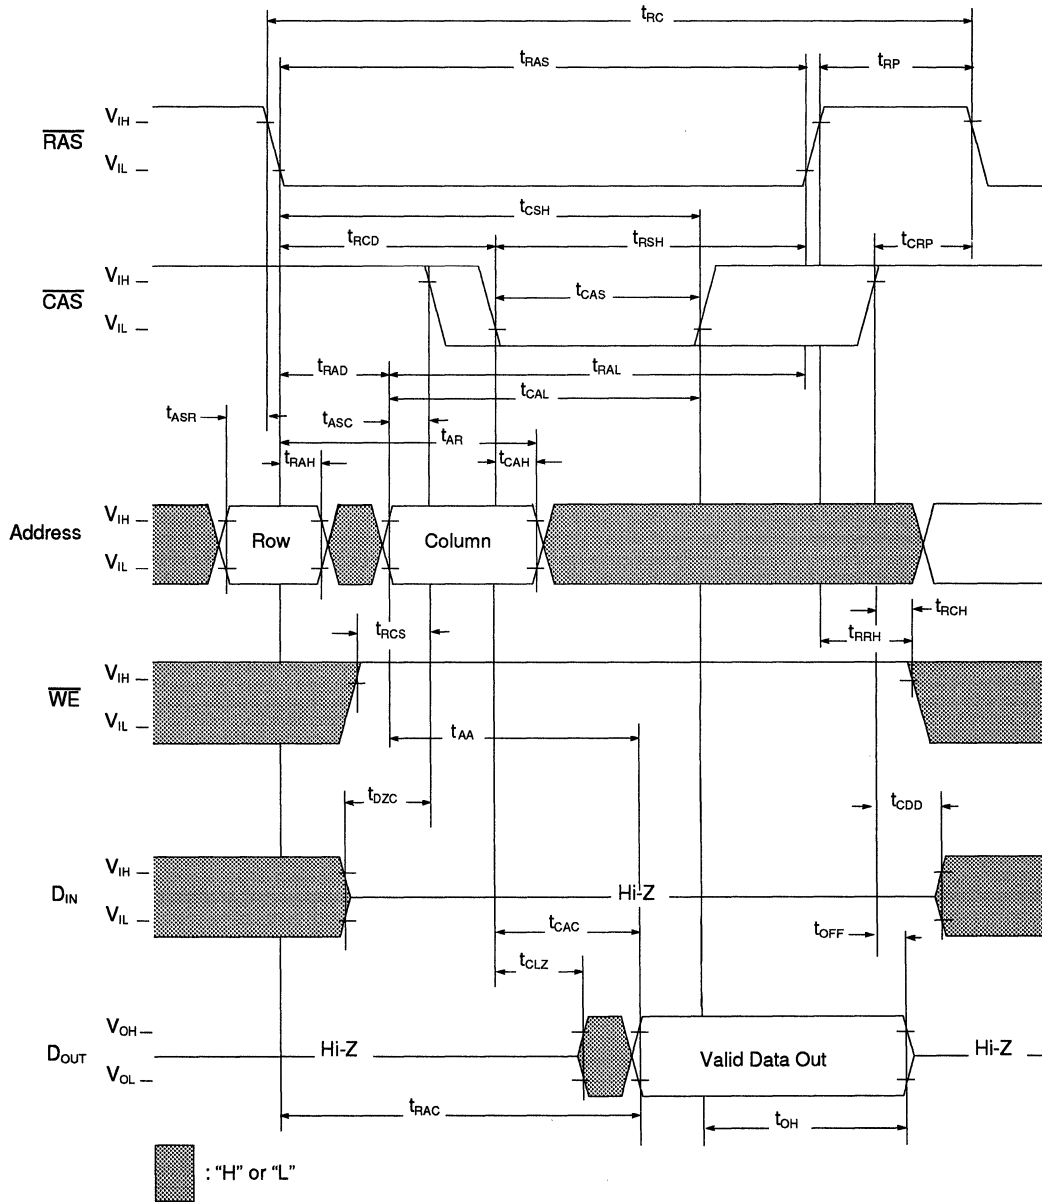 tRC
tRAS
tRP
RAS
VIH
VIL
tCSH
tRCD
tRSH
tCRP
CAS
VIH
VIL
tCAS
tRAD
tRAL
tCAL
tASR
tASC
tAR
tRAH
tCAH
Address
VIH
VIL
Row
Column
tRCH
tRCS
tRRH
WE
VIH
VIL
tAA
tDZC
tCDD
DIN
VIH
VIL
Hi-Z
tCAC
tOFF
tCLZ
DOUT
VOH
VOL
Hi-Z
Valid Data Out
Hi-Z
tRAC
tOH
: “H” or “L”